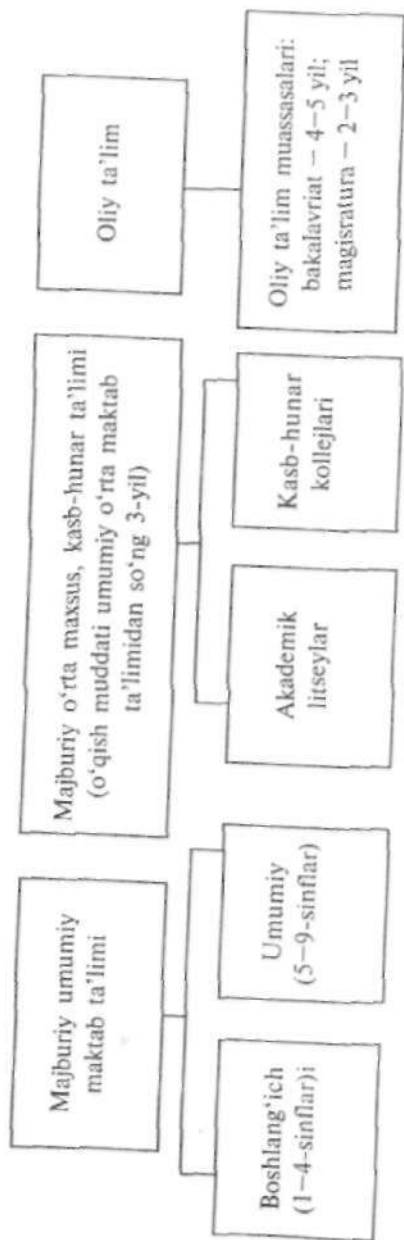 Majburiy umumiy
maktab ta’limi
Boshlang‘ich
(1–4-sinflar)i
Umumiy
(5–9-sinflar)
Majburiy o‘rta maxsus, kasb-hunar ta’limi
(o‘qish muddati umumiy o‘rta maktab
ta’limidan so‘ng 3-yil)
Akademik
litseylar
Kasb-hunar
kollejlari
Oliy ta’lim
Oliy ta’lim muassasalari:
bakalavriat – 4–5 yil;
magisratura – 2–3 yil